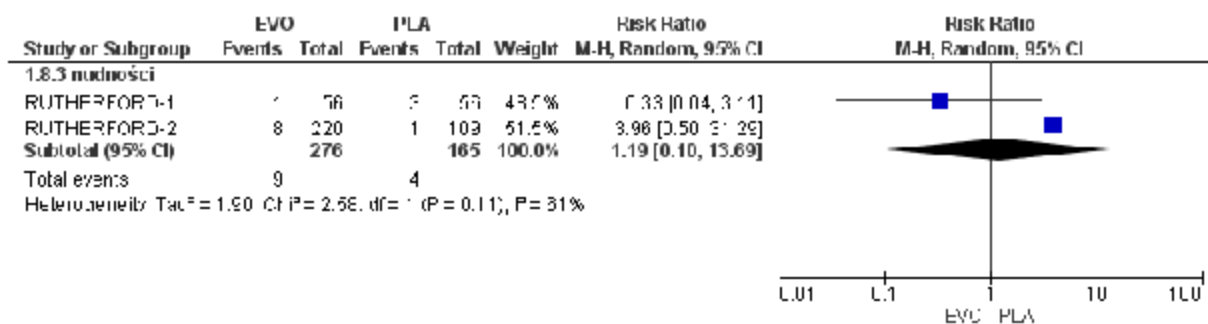 EVO PLA Risk Ratio Risk Ratio
Study or Subgroup Events Total Events Total Weight M-H, Random, 95% CI M-H, Random, 95% CI
1.8.3 nudności
RUTHERFORD-1 1 56 3 56 48.5% 0.33 [0.04, 3.11]
RUTHERFORD-2 8 220 1 109 51.5% 3.96 [0.50, 31.29]
Subtotal (95% CI) 276 165 100.0% 1.19 [0.10, 13.69]
Total events 9 4
Heterogeneity: Tau² = 1.90; Chi² = 2.58, df = 1 (P = 0.11); I² = 61%
0.01 0.1 1 10 100
EVO PLA